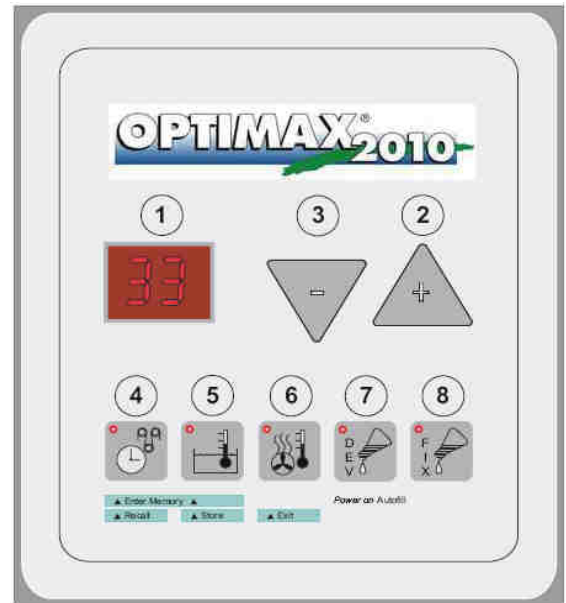 OPTIMAX® 2010
1 3 2
33 - +
4 5 6 7 8
DEV FIX
▲ Enter Memory ▲ Power on Autofill
▲ Recall ▲ Store ▲ Exit